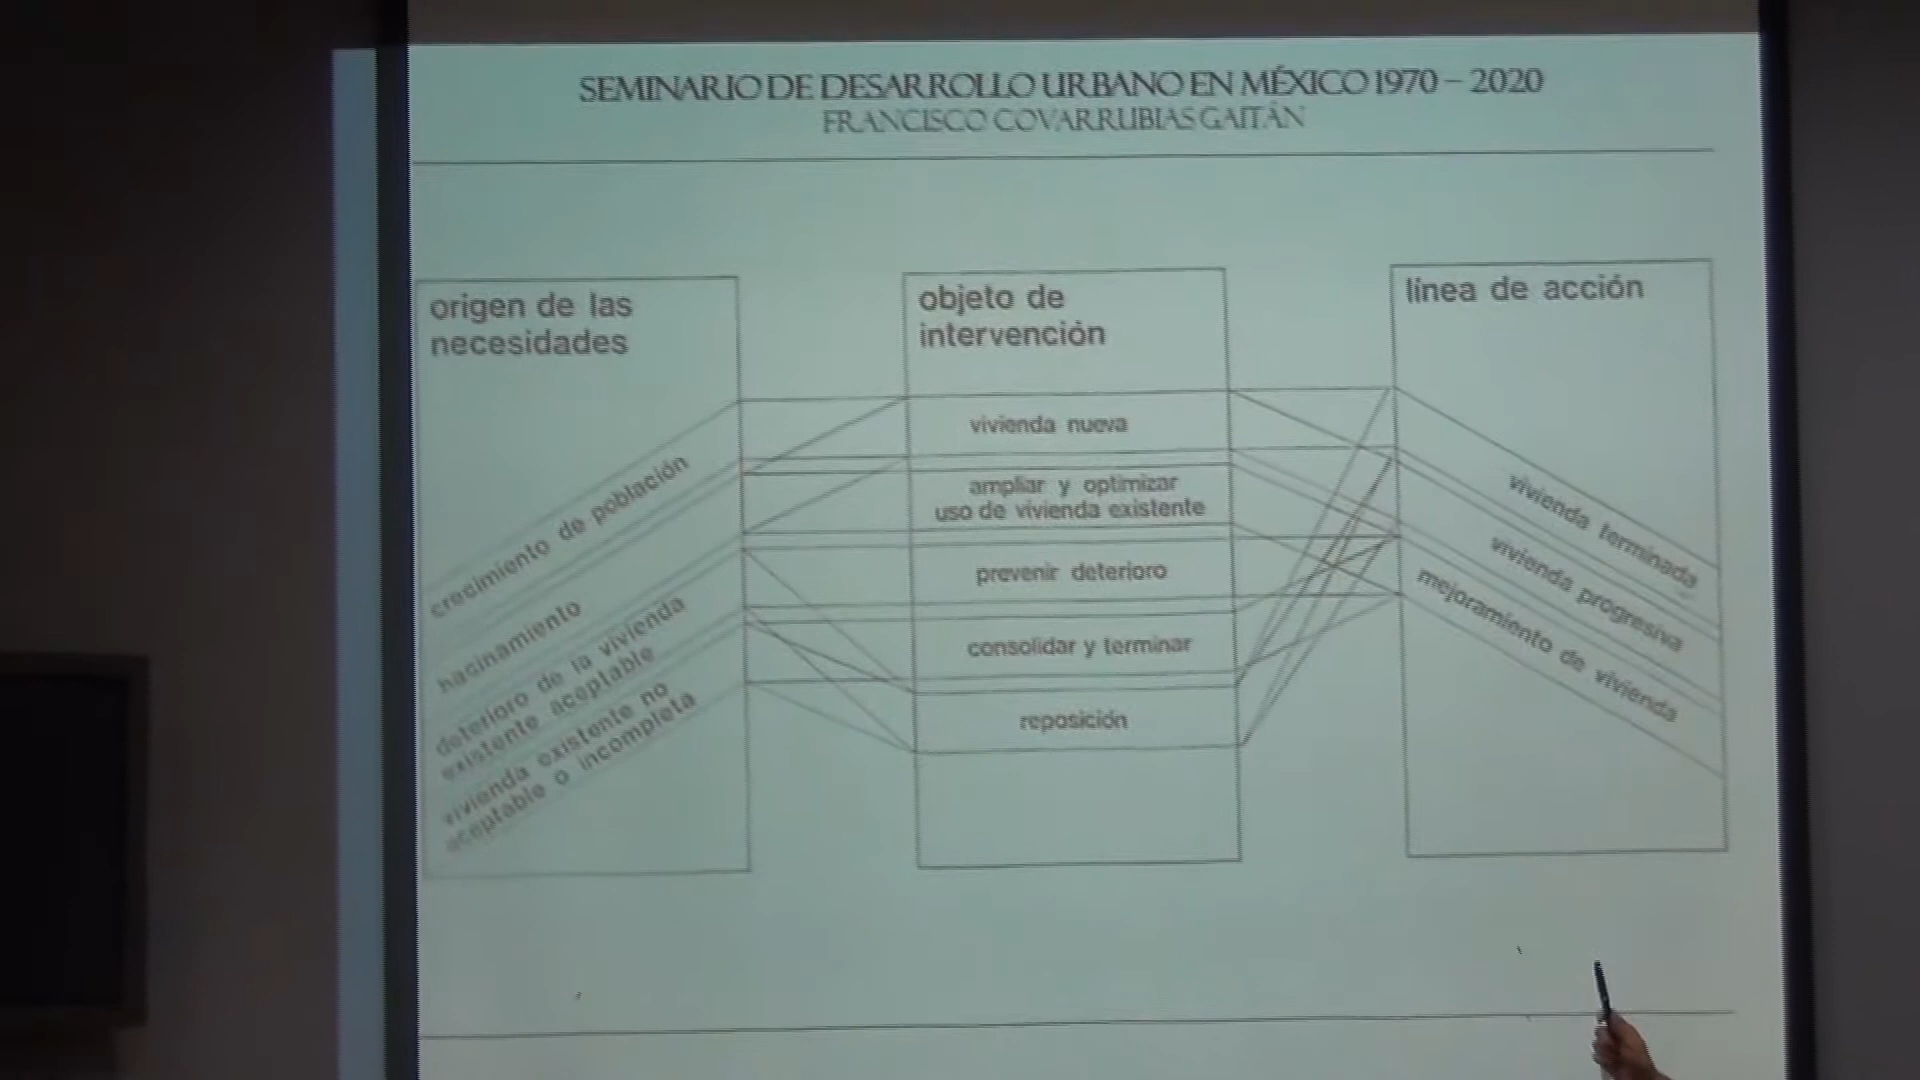 SEMINARIO DE DESARROLLO URBANO EN MÉXICO 1970 – 2020
FRANCISCO COVARRUBIAS GAITÁN
origen de las
necesidades
crecimiento de población
hacinamiento
deterioro de la vivienda
existente aceptable
vivienda existente no
aceptable o incompleta
objeto de
intervención
vivienda nueva
ampliar y optimizar
uso de vivienda existente
prevenir deterioro
consolidar y terminar
reposición
línea de acción
vivienda terminada
vivienda progresiva
mejoramiento de vivienda